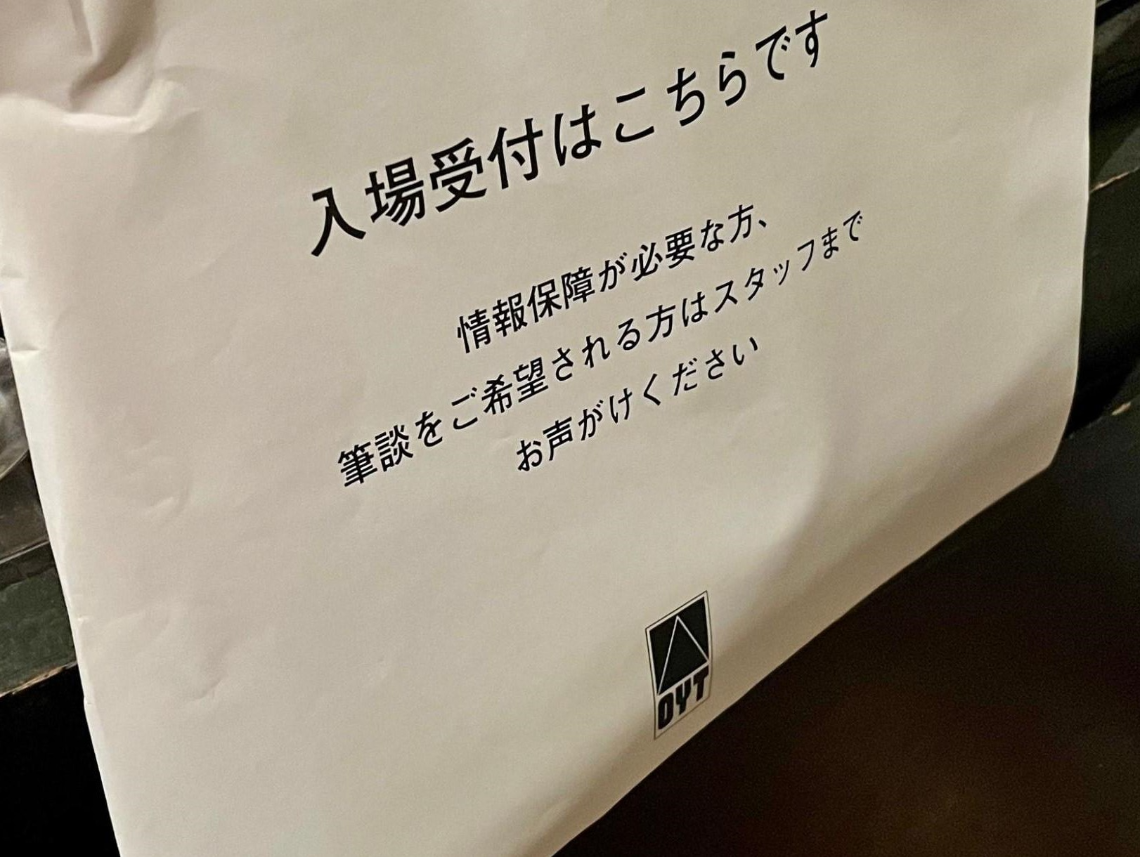 入場受付はこちらです
情報保障が必要な方、
筆談をご希望される方はスタッフまで
お声がけください
OYT